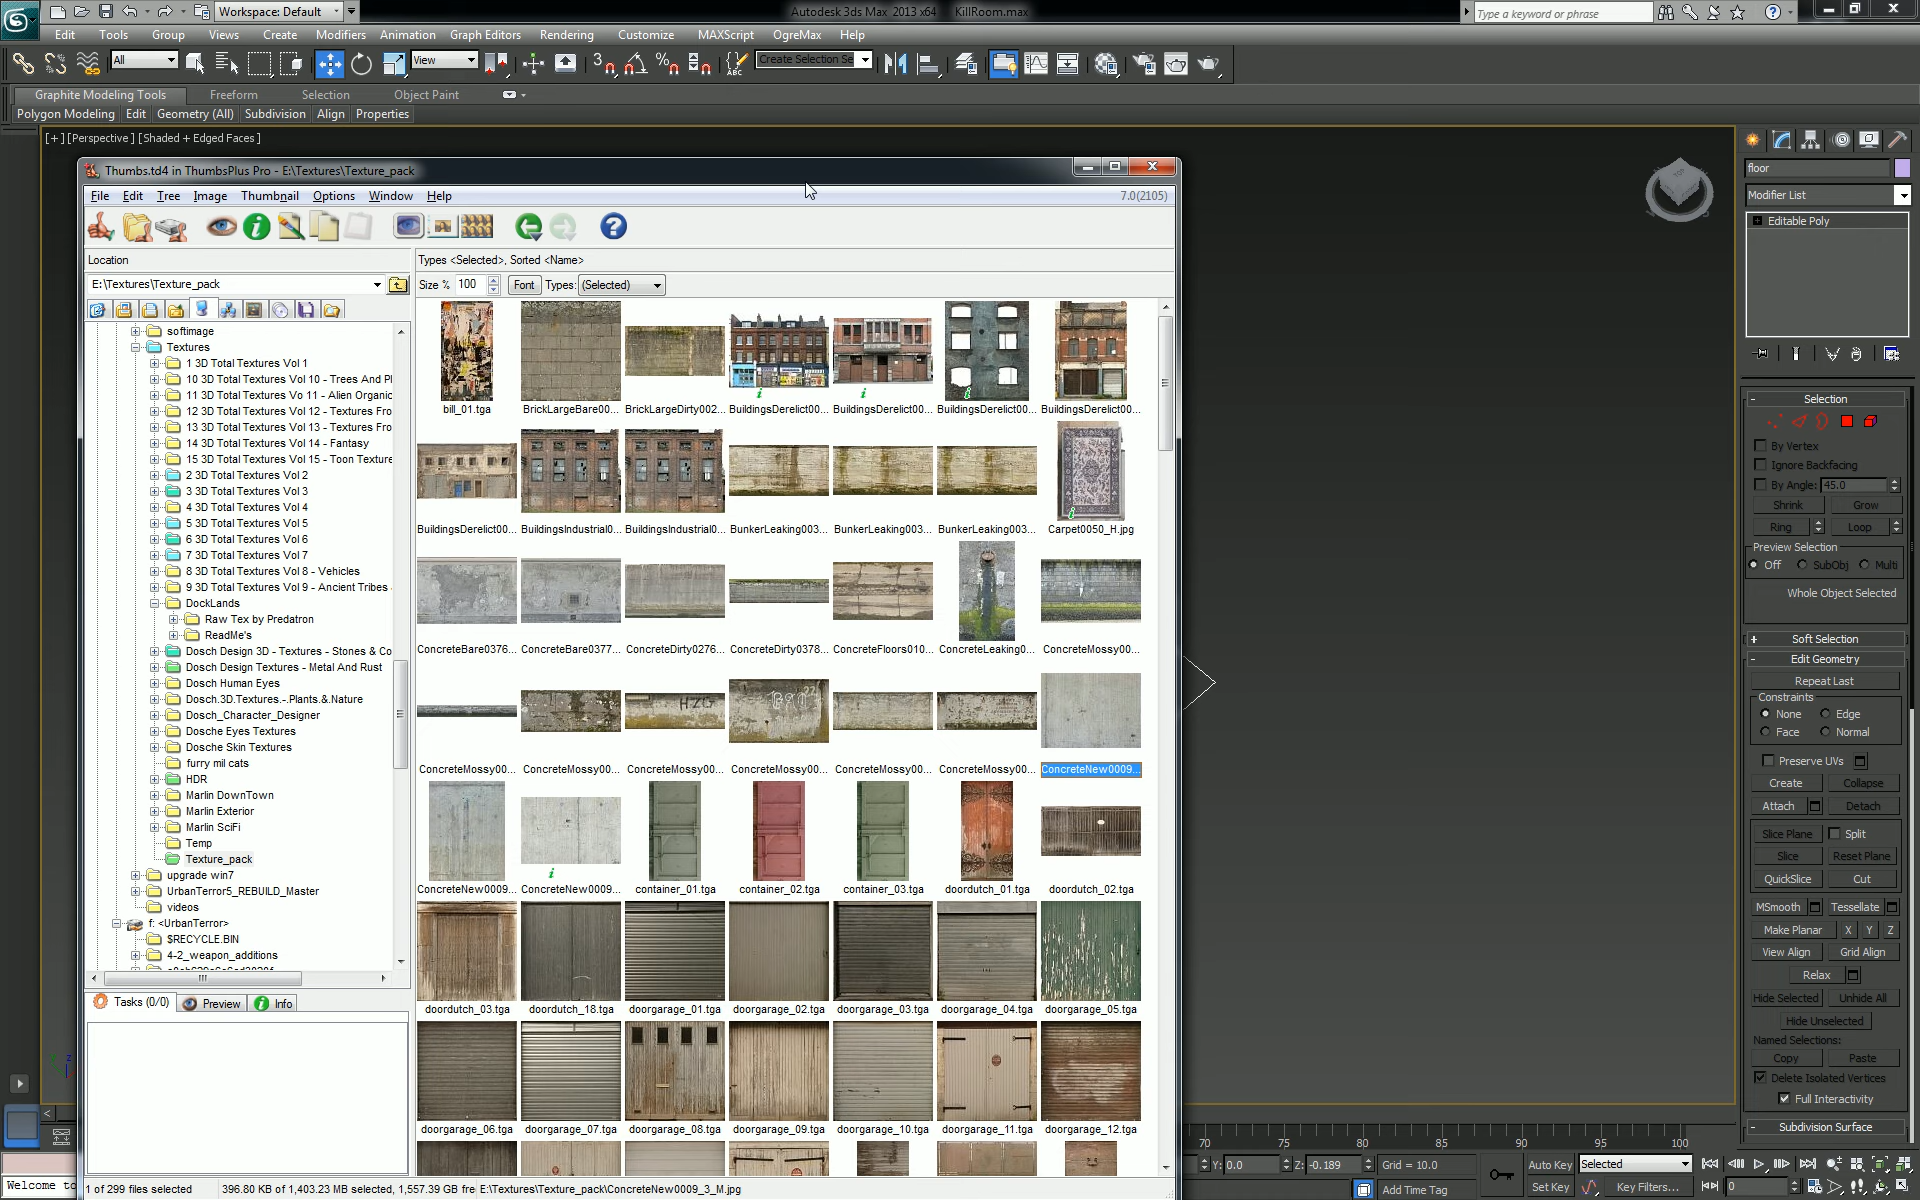 Workspace: Default
Autodesk 3ds Max 2013 x64 KillRoom.max
Type a keyword or phrase
Edit Tools Group Views Create Modifiers Animation Graph Editors Rendering Customize MAXScript OgreMax Help
All
View
Create Selection Se
Graphite Modeling Tools Freeform Selection Object Paint
Polygon Modeling Edit Geometry (All) Subdivision Align Properties
[+] [Perspective ] [Shaded + Edged Faces ]
Thumbs.td4 in ThumbsPlus Pro - E:\Textures\Texture_pack
File Edit Tree Image Thumbnail Options Window Help
7.0(2105)
Location
Types <Selected>, Sorted <Name>
E:\Textures\Texture_pack
Size % 100 Font Types: (Selected)
softimage
Textures
1 3D Total Textures Vol 1
10 3D Total Textures Vol 10 - Trees And Pl
11 3D Total Textures Vo 11 - Alien Organic
12 3D Total Textures Vol 12 - Textures Fro
13 3D Total Textures Vol 13 - Textures Fro
14 3D Total Textures Vol 14 - Fantasy
15 3D Total Textures Vol 15 - Toon Texture
2 3D Total Textures Vol 2
3 3D Total Textures Vol 3
4 3D Total Textures Vol 4
5 3D Total Textures Vol 5
6 3D Total Textures Vol 6
7 3D Total Textures Vol 7
8 3D Total Textures Vol 8 - Vehicles
9 3D Total Textures Vol 9 - Ancient Tribes
DockLands
Raw Tex by Predatron
ReadMe's
Dosch Design 3D - Textures - Stones & Co
Dosch Design Textures - Metal And Rust
Dosch Human Eyes
Dosch.3D.Textures.-.Plants.&.Nature
Dosch_Character_Designer
Dosche Eyes Textures
Dosche Skin Textures
furry mil cats
HDR
Marlin DownTown
Marlin Exterior
Marlin SciFi
Temp
Texture_pack
upgrade win7
UrbanTerror5_REBUILD_Master
videos
f: <UrbanTerror>
$RECYCLE.BIN
4-2_weapon_additions
bill_01.tga BrickLargeBare00... BrickLargeDirty002... BuildingsDerelict00... BuildingsDerelict00... BuildingsDerelict00... BuildingsDerelict00...
BuildingsDerelict00... BuildingsIndustrial0... BuildingsIndustrial0... BunkerLeaking003... BunkerLeaking003... BunkerLeaking003... Carpet0050_H.jpg
ConcreteBare0376... ConcreteBare0377... ConcreteDirty0276... ConcreteDirty0378... ConcreteFloors010... ConcreteLeaking0... ConcreteMossy00...
ConcreteMossy00... ConcreteMossy00... ConcreteMossy00... ConcreteMossy00... ConcreteMossy00... ConcreteMossy00... ConcreteNew0009...
ConcreteNew0009... ConcreteNew0009... container_01.tga container_02.tga container_03.tga doordutch_01.tga doordutch_02.tga
doordutch_03.tga doordutch_18.tga doorgarage_01.tga doorgarage_02.tga doorgarage_03.tga doorgarage_04.tga doorgarage_05.tga
doorgarage_06.tga doorgarage_07.tga doorgarage_08.tga doorgarage_09.tga doorgarage_10.tga doorgarage_11.tga doorgarage_12.tga
Tasks (0/0) Preview Info
1 of 299 files selected 396.80 KB of 1,403.23 MB selected, 1,557.39 GB fre E:\Textures\Texture_pack\ConcreteNew0009_3_M.jpg
floor
Modifier List
Editable Poly
Selection
By Vertex
Ignore Backfacing
By Angle: 45.0
Shrink Grow
Ring Loop
Preview Selection
Off SubObj Multi
Whole Object Selected
Soft Selection
Edit Geometry
Repeat Last
Constraints
None Edge
Face Normal
Preserve UVs
Create Collapse
Attach Detach
Slice Plane Split
Slice Reset Plane
QuickSlice Cut
MSmooth Tessellate
Make Planar X Y Z
View Align Grid Align
Relax
Hide Selected Unhide All
Hide Unselected
Named Selections:
Copy Paste
Delete Isolated Vertices
Full Interactivity
Subdivision Surface
70 75 80 85 90 95 100
Y: 0.0 Z: -0.189 Grid = 10.0 Auto Key Selected
Welcome to Add Time Tag Set Key Key Filters... 0